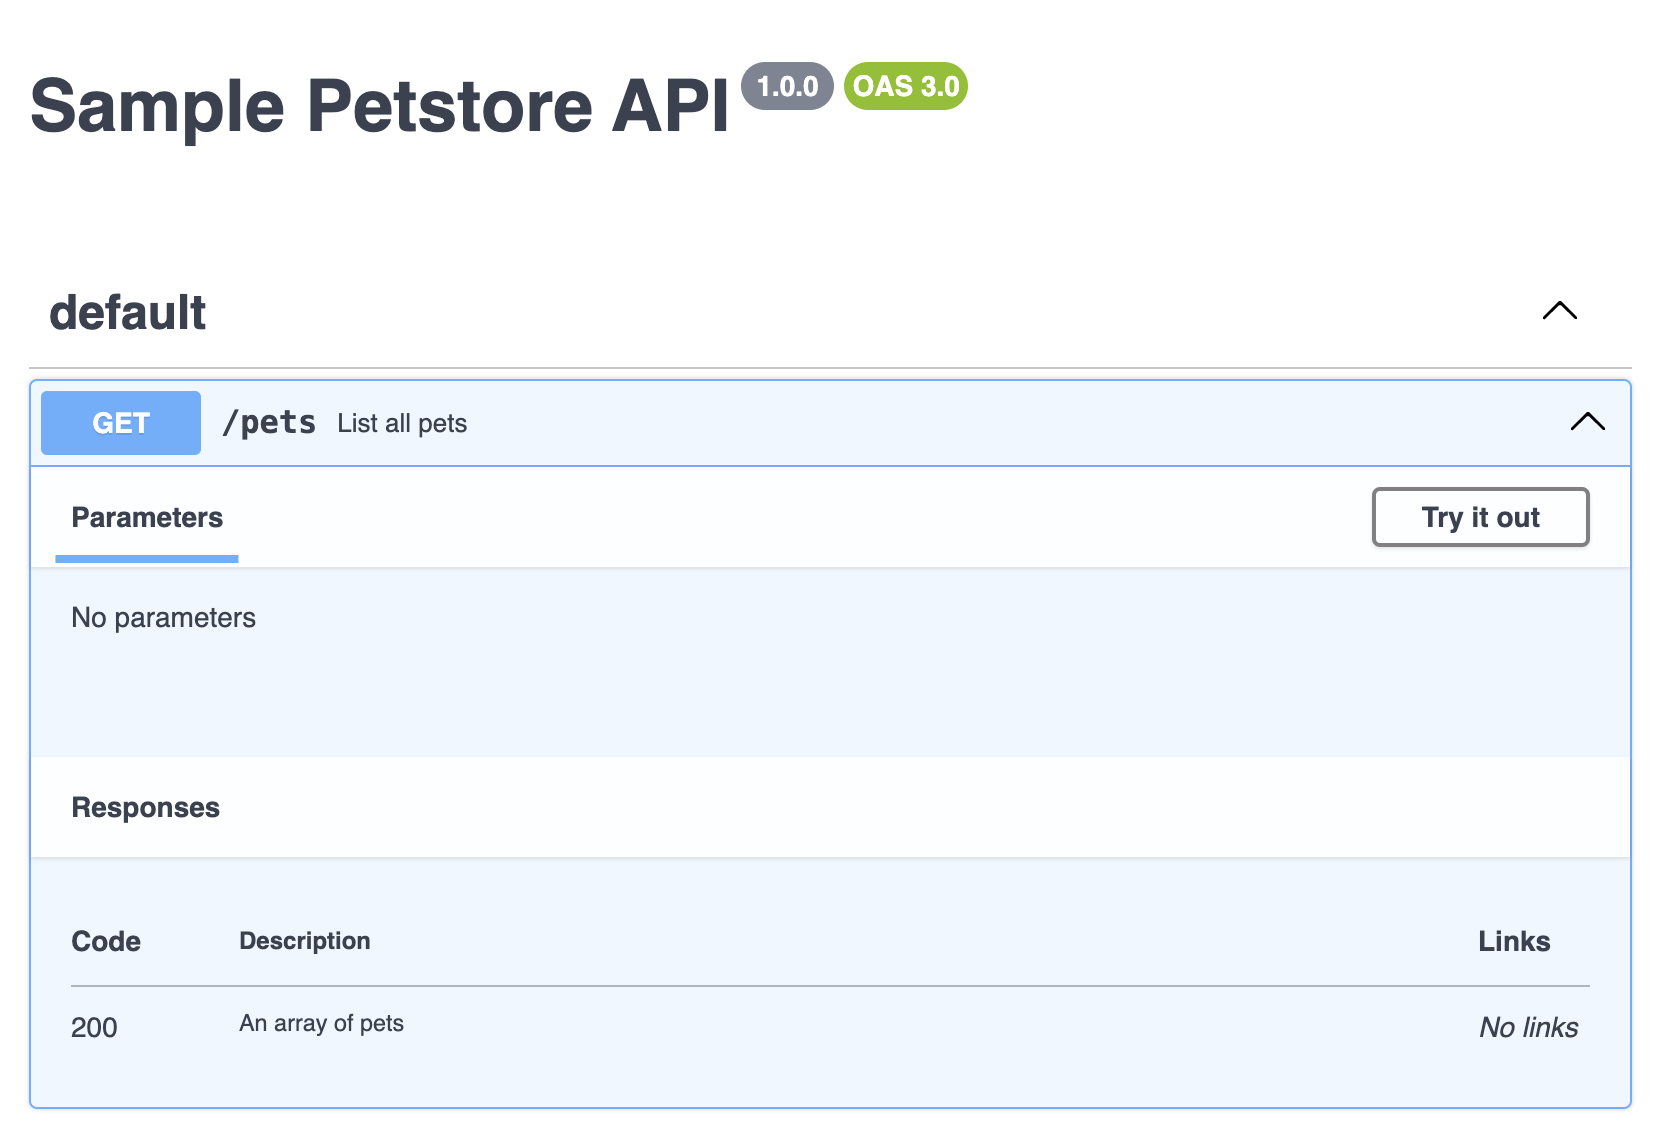 Sample Petstore API 1.0.0 OAS 3.0
default
GET /pets List all pets
Parameters Try it out
No parameters
Responses
Code Description Links
200 An array of pets No links